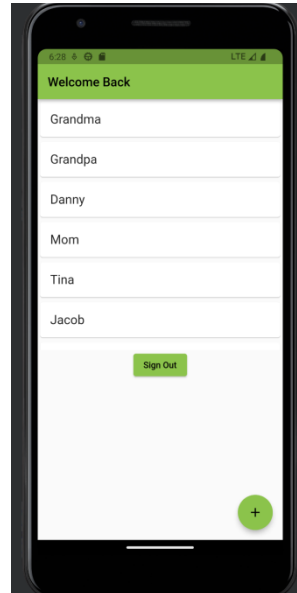 6:28 LTE
Welcome Back
Grandma
Grandpa
Danny
Mom
Tina
Jacob
Sign Out
+